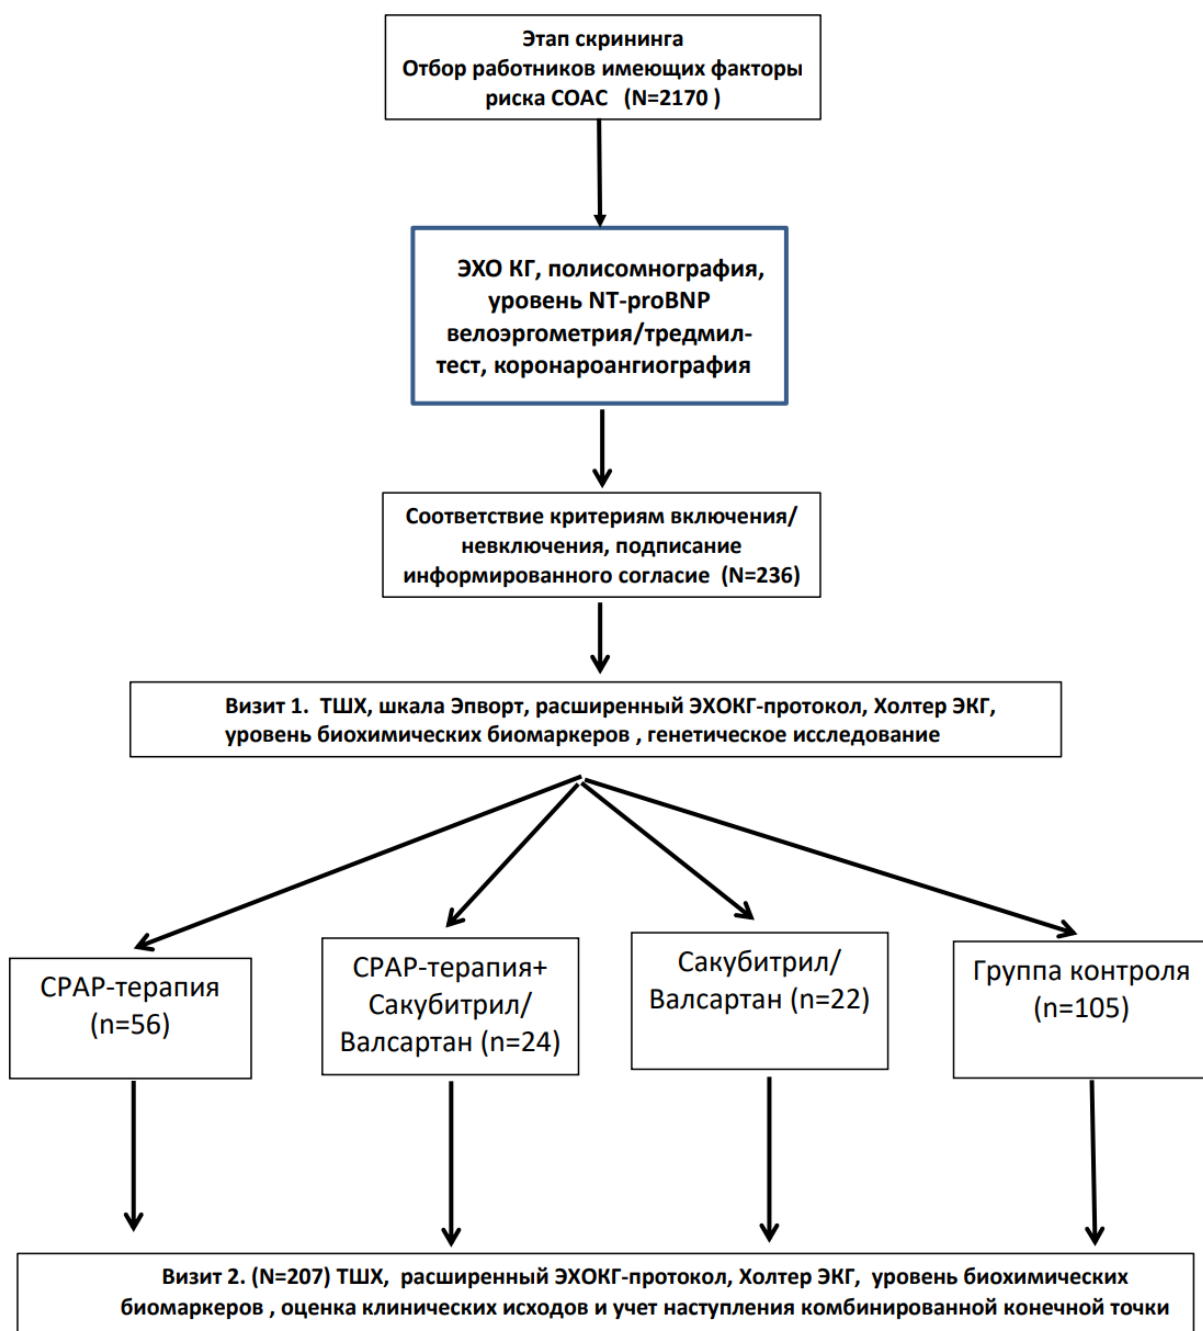 Этап скрининга
Отбор работников имеющих факторы
риска СОАС (N=2170 )
ЭХО КГ, полисомнография,
уровень NT-proBNP
велоэргометрия/тредмил-
тест, коронароангиография
Соответствие критериям включения/
невключения, подписание
информированного согласие (N=236)
Визит 1. ТШХ, шкала Эпворт, расширенный ЭХОКГ-протокол, Холтер ЭКГ,
уровень биохимических биомаркеров , генетическое исследование
СРАР-терапия
(n=56)
СРАР-терапия+
Сакубитрил/
Валсартан (n=24)
Сакубитрил/
Валсартан (n=22)
Группа контроля
(n=105)
Визит 2. (N=207) ТШХ, расширенный ЭХОКГ-протокол, Холтер ЭКГ, уровень биохимических
биомаркеров , оценка клинических исходов и учет наступления комбинированной конечной точки